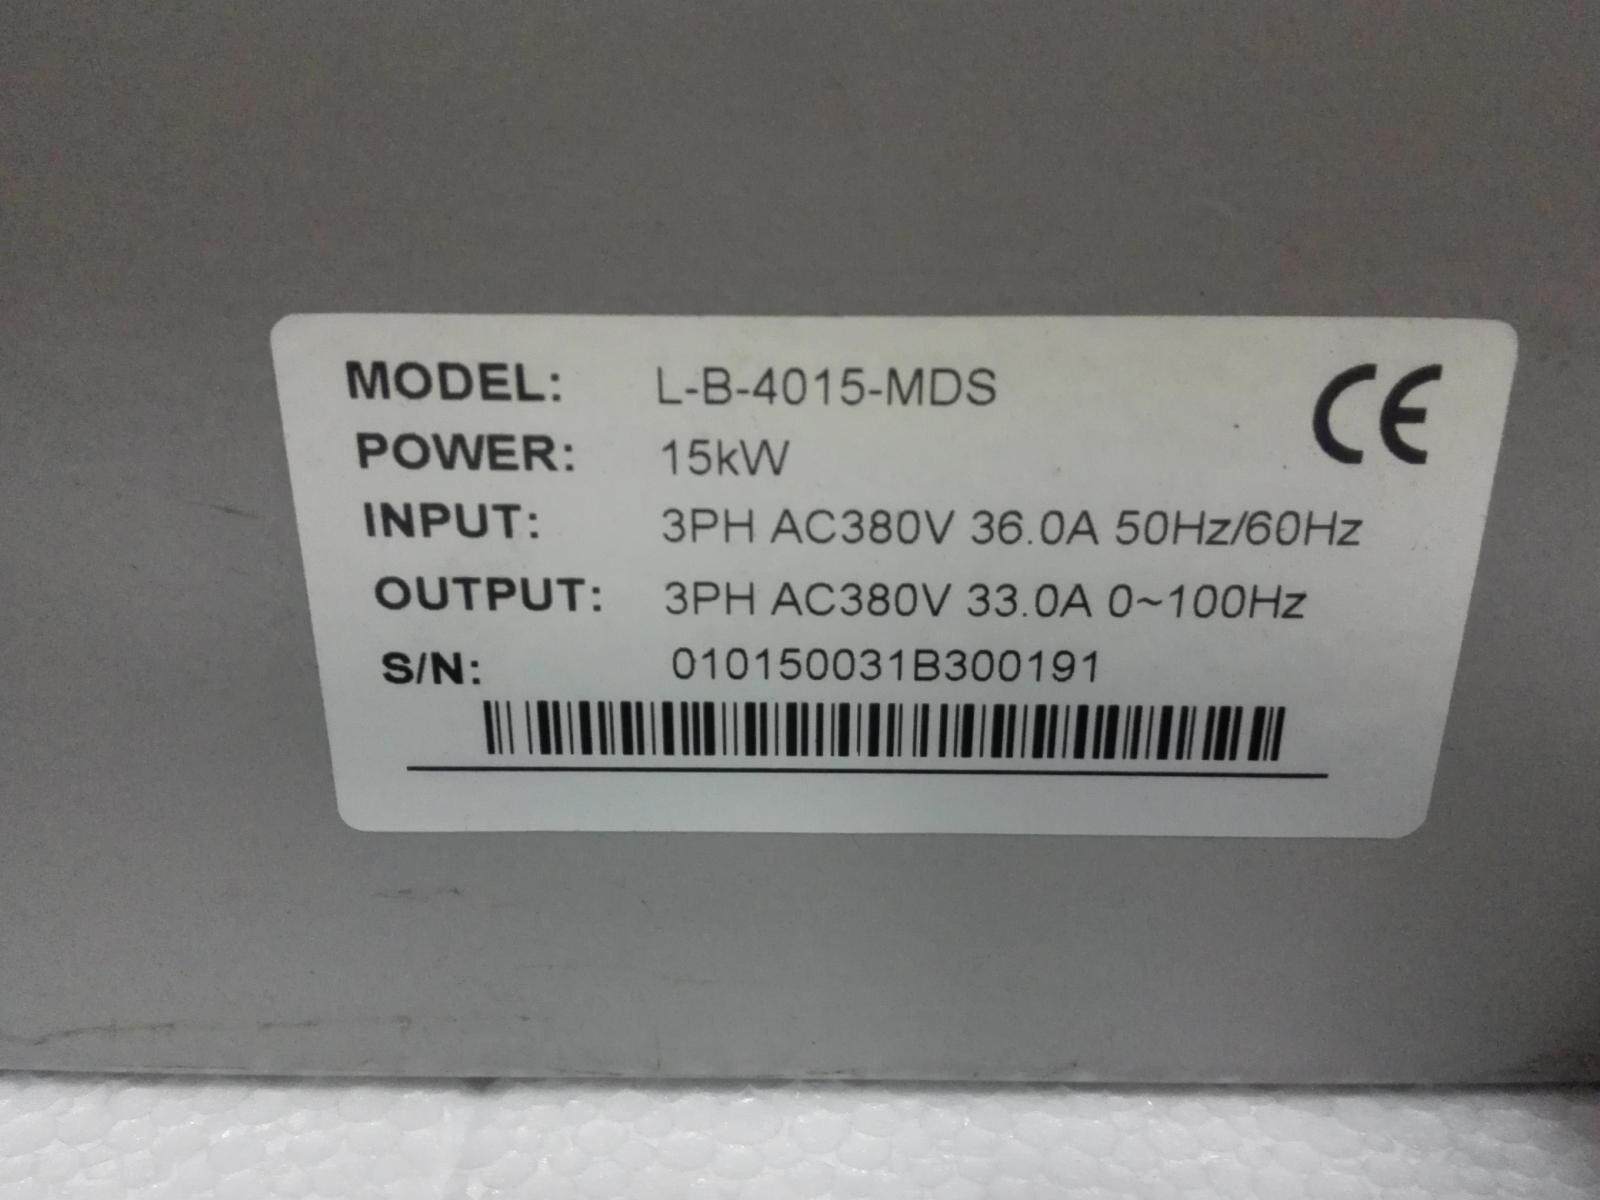 MODEL: L-B-4015-MDS
POWER: 15kW
INPUT: 3PH AC380V 36.0A 50Hz/60Hz
OUTPUT: 3PH AC380V 33.0A 0~100Hz
S/N: 010150031B300191
CE